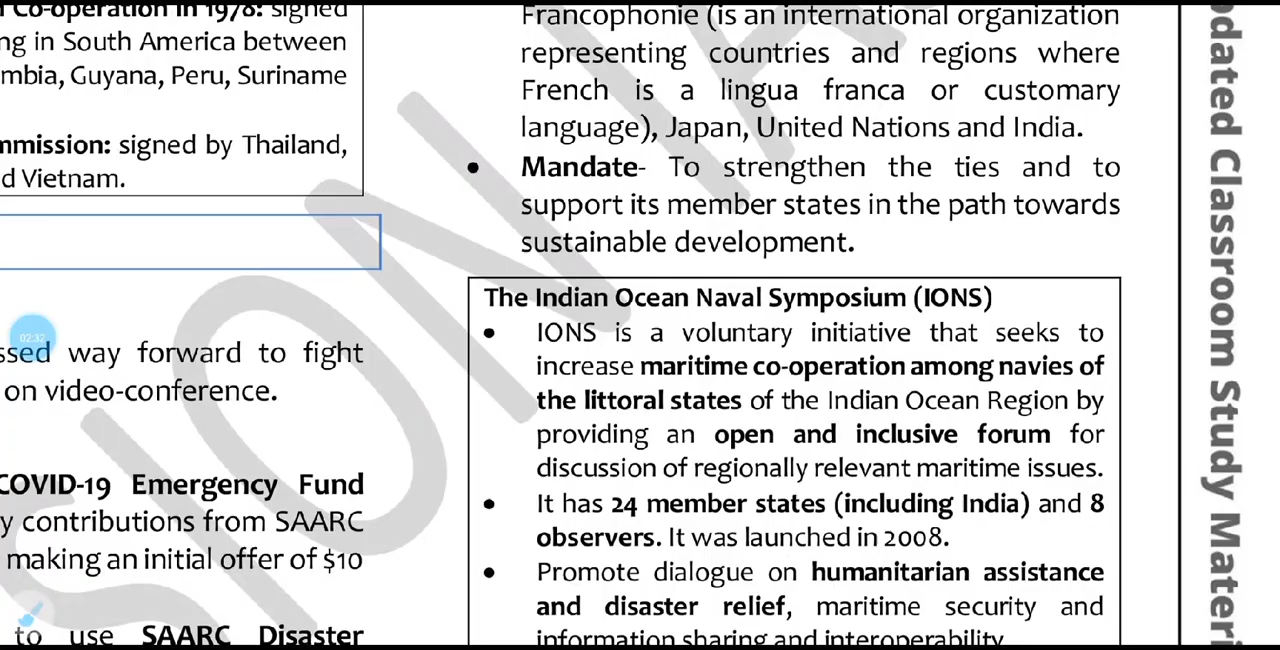 Co-operation in 1978: signed
ng in South America between
mbia, Guyana, Peru, Suriname
mmission: signed by Thailand,
d Vietnam.
ssed way forward to fight
on video-conference.
COVID-19 Emergency Fund
y contributions from SAARC
making an initial offer of $10
to use SAARC Disaster
02:32
Francophonie (is an international organization
representing countries and regions where
French is a lingua franca or customary
language), Japan, United Nations and India.
• Mandate- To strengthen the ties and to
support its member states in the path towards
sustainable development.
The Indian Ocean Naval Symposium (IONS)
• IONS is a voluntary initiative that seeks to
increase maritime co-operation among navies of
the littoral states of the Indian Ocean Region by
providing an open and inclusive forum for
discussion of regionally relevant maritime issues.
• It has 24 member states (including India) and 8
observers. It was launched in 2008.
• Promote dialogue on humanitarian assistance
and disaster relief, maritime security and
information sharing and interoperability
Classroom Study Materi